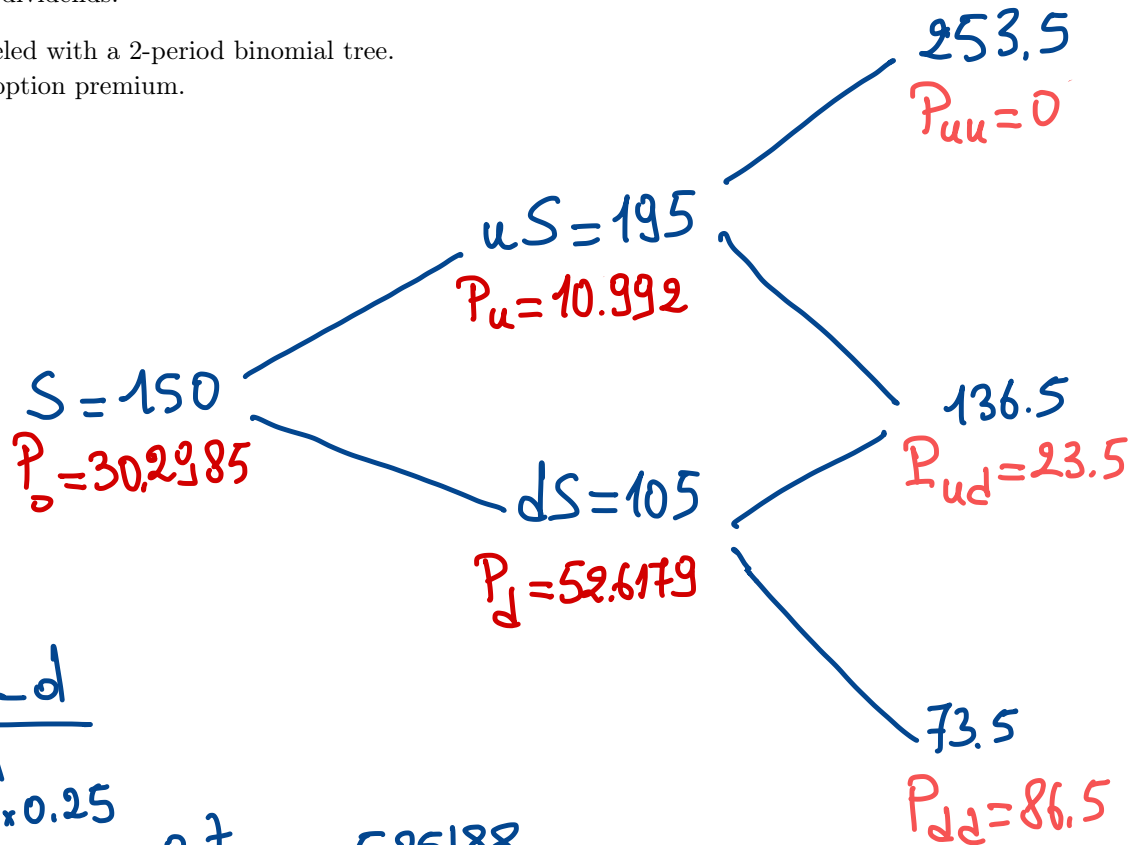 dividends.
eled with a 2-period binomial tree.
option premium.
253.5
Puu=0
uS=195
Pu=10.992
S=150
P0=30.2985
136.5
Pud=23.5
dS=105
Pd=52.6179
d
73.5
Pdd=86.5
×0.25